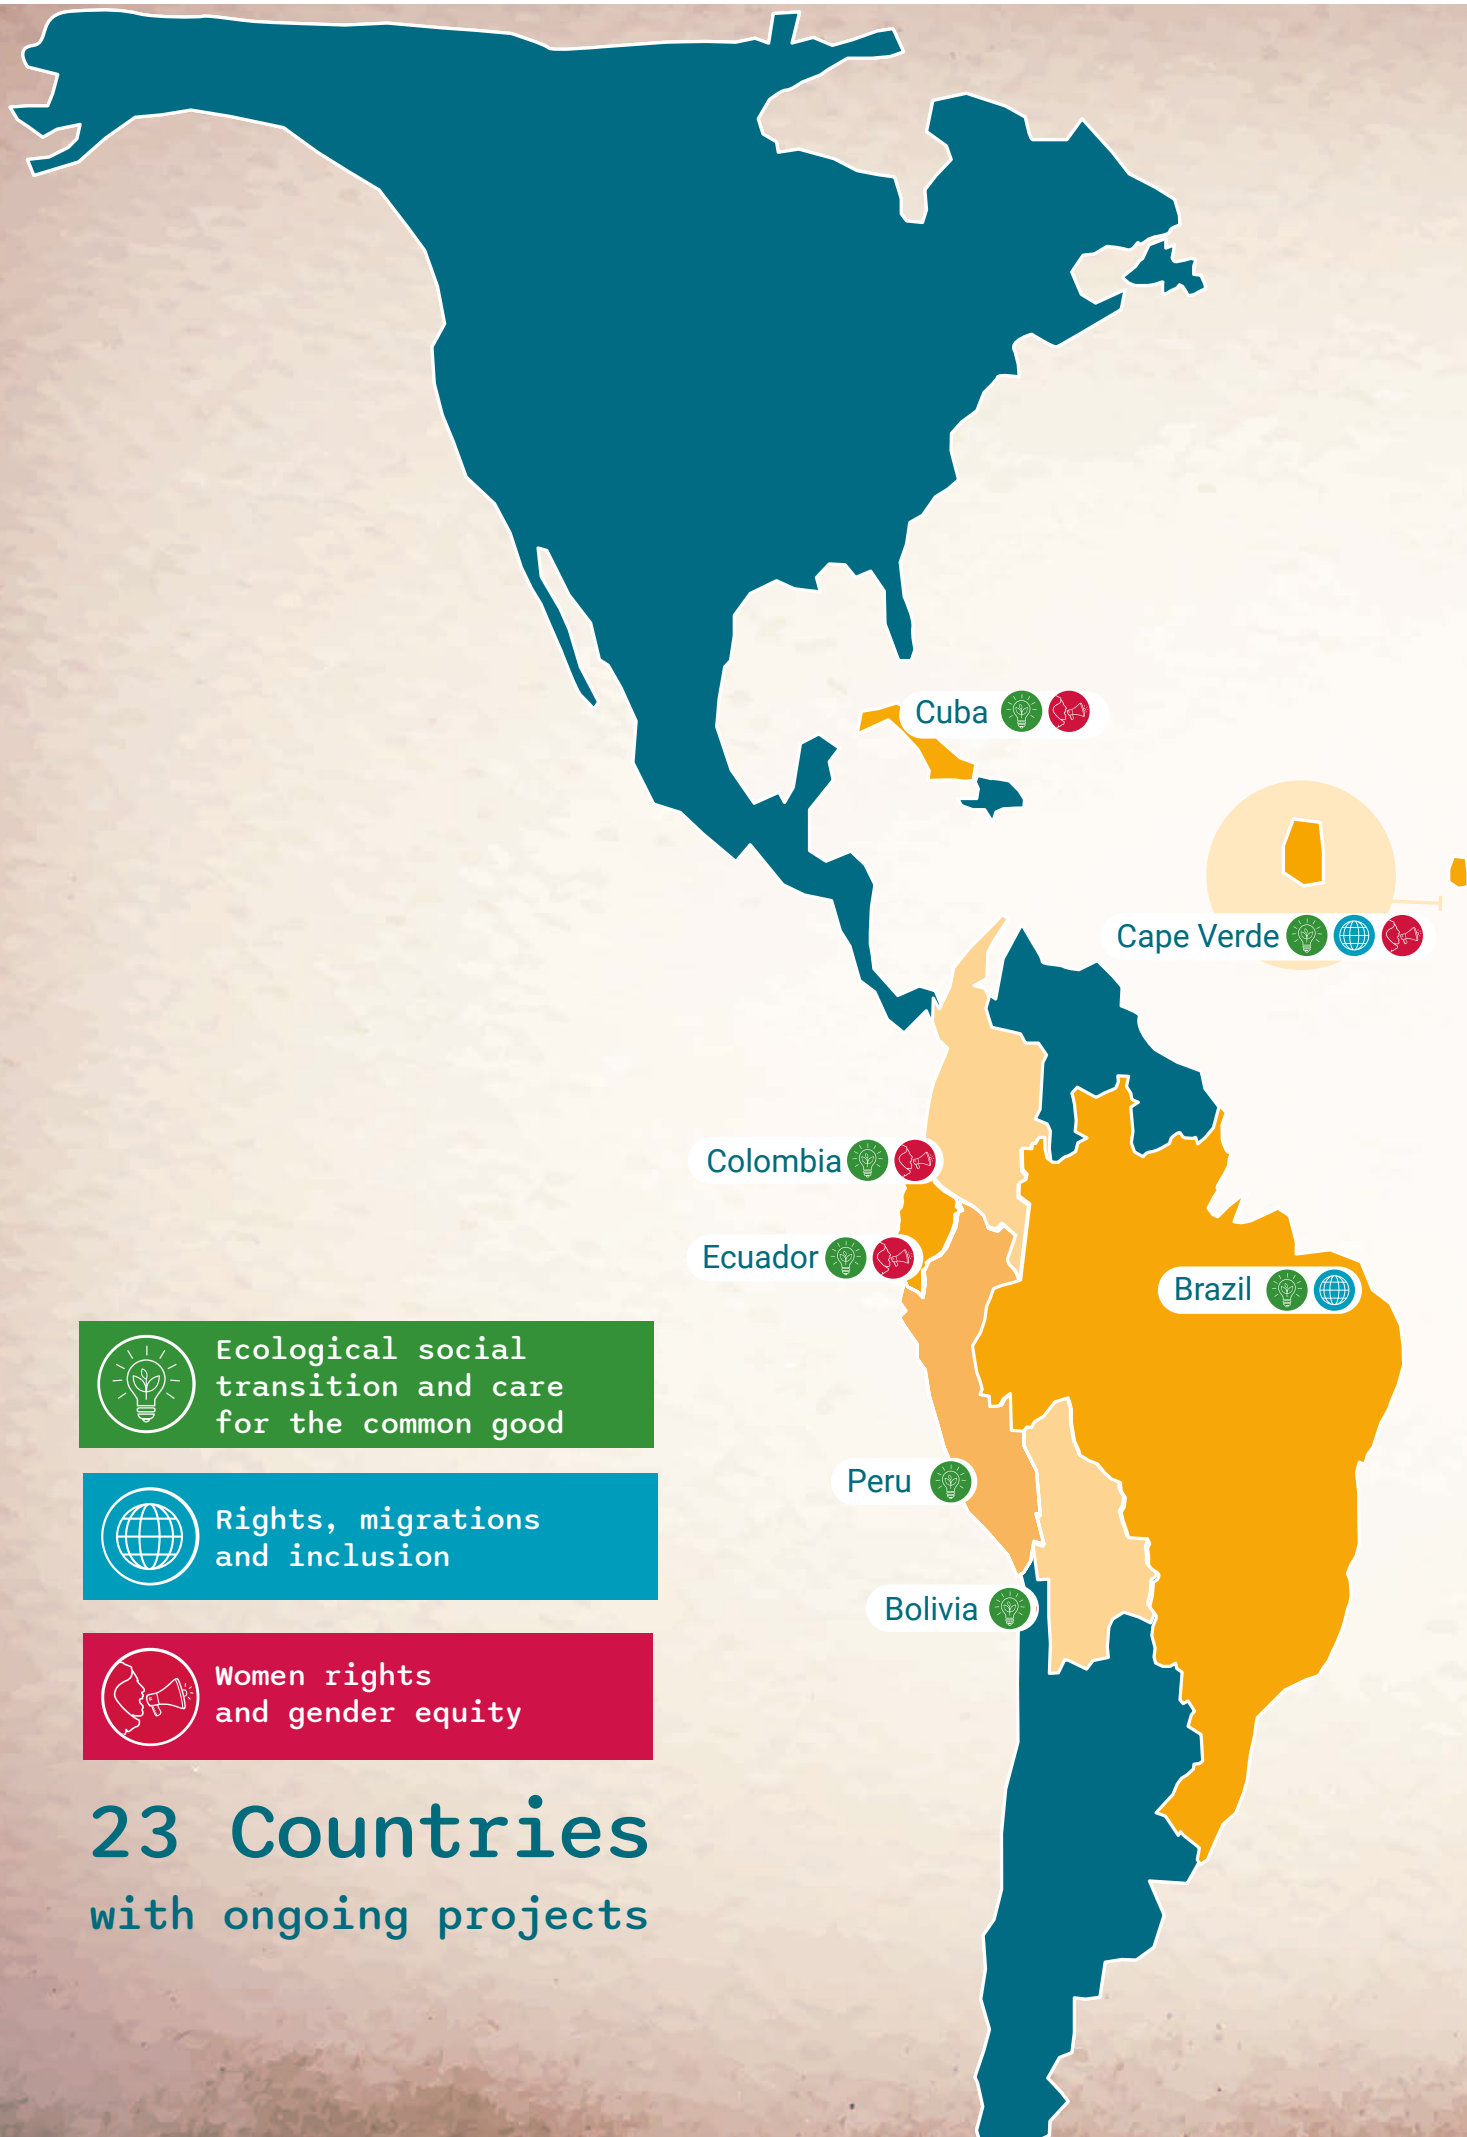 Cuba
Cape Verde
Colombia
Ecuador
Brazil
Peru
Bolivia
Ecological social
transition and care
for the common good
Rights, migrations
and inclusion
Women rights
and gender equity
23 Countries
with ongoing projects